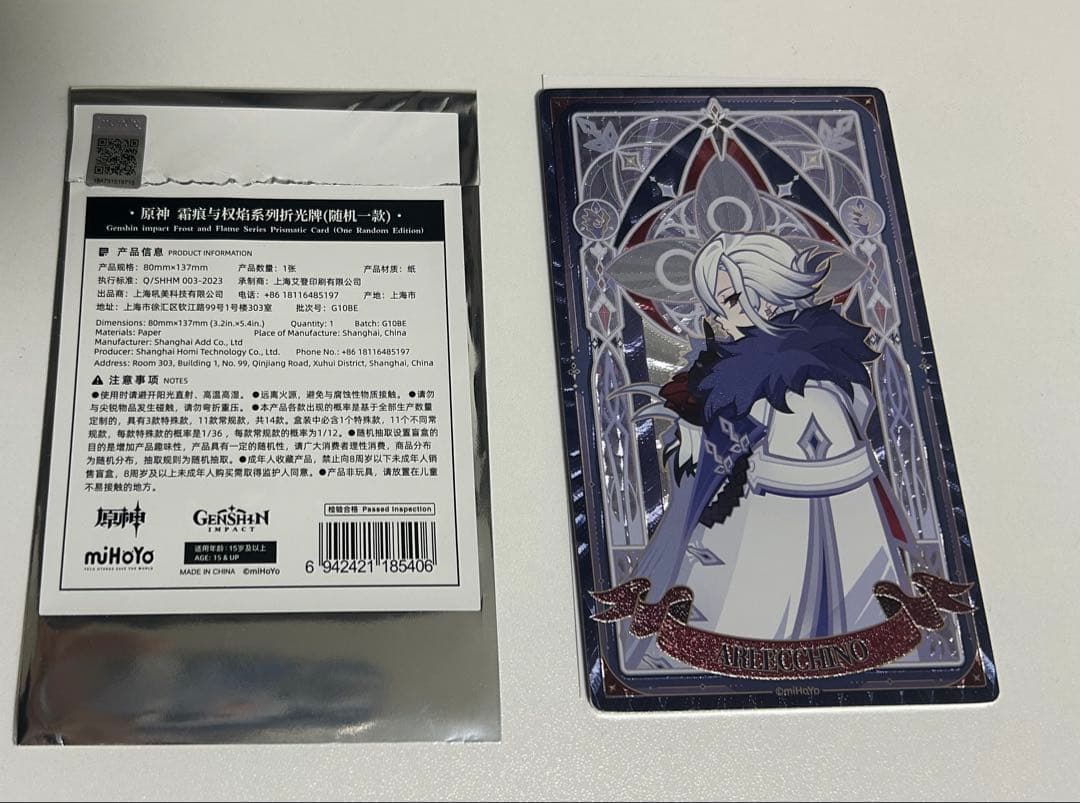 ·原神 霜痕与权焰系列折光牌(随机一款)·
Genshin impact Frost and Flame Series Prismatic Card (One Random Edition)
产品信息 PRODUCT INFORMATION
产品规格：80mm×137mm 产品数量：1张 产品材质：纸
执行标准：Q/SHHM 003-2023 承制商：上海艾登印刷有限公司
出品商：上海吼美科技有限公司 电话：+86 18116485197 产地：上海市
地址：上海市徐汇区钦江路99号1号楼303室 批次号：G10BE
Dimensions: 80mm×137mm (3.2in.×5.4in.) Quantity: 1 Batch: G10BE
Materials: Paper Place of Manufacture: Shanghai, China
Manufacturer: Shanghai Add Co., Ltd
Producer: Shanghai Homi Technology Co., Ltd. Phone No.: +86 18116485197
Address: Room 303, Building 1, No. 99, Qinjiang Road, Xuhui District, Shanghai, China
注意事项 NOTES
●使用时请避开阳光直射、高温高湿。●远离火源，避免与腐蚀性物质接触。●请勿
与尖锐物品发生碰触，请勿弯折重压。●本产品各款出现的概率是基于全部生产数量
定制的，具有3款特殊款，11款常规款，共14款。盒装中必含1个特殊款，11个不同常
规款，每款特殊款的概率是1/36，每款常规款的概率为1/12。●随机抽取设置盲盒的
目的是增加产品趣味性，产品具有一定的随机性，请广大消费者理性消费，商品分布
为随机分布，抽取规则为随机抽取。●成年人收藏产品，禁止向8周岁以下未成年人销
售盲盒，8周岁及以上未成年人购买需取得监护人同意。●产品非玩具，请放置在儿童
不易接触的地方。
原神
GENSHIN
IMPACT
检验合格 Passed Inspection
miHoYo
TECH OTAKUS SAVE THE WORLD
适用年龄：15岁及以上
AGE: 15 & UP
MADE IN CHINA ©miHoYo
6 942421 185406
ARLECCHINO
©miHoYo